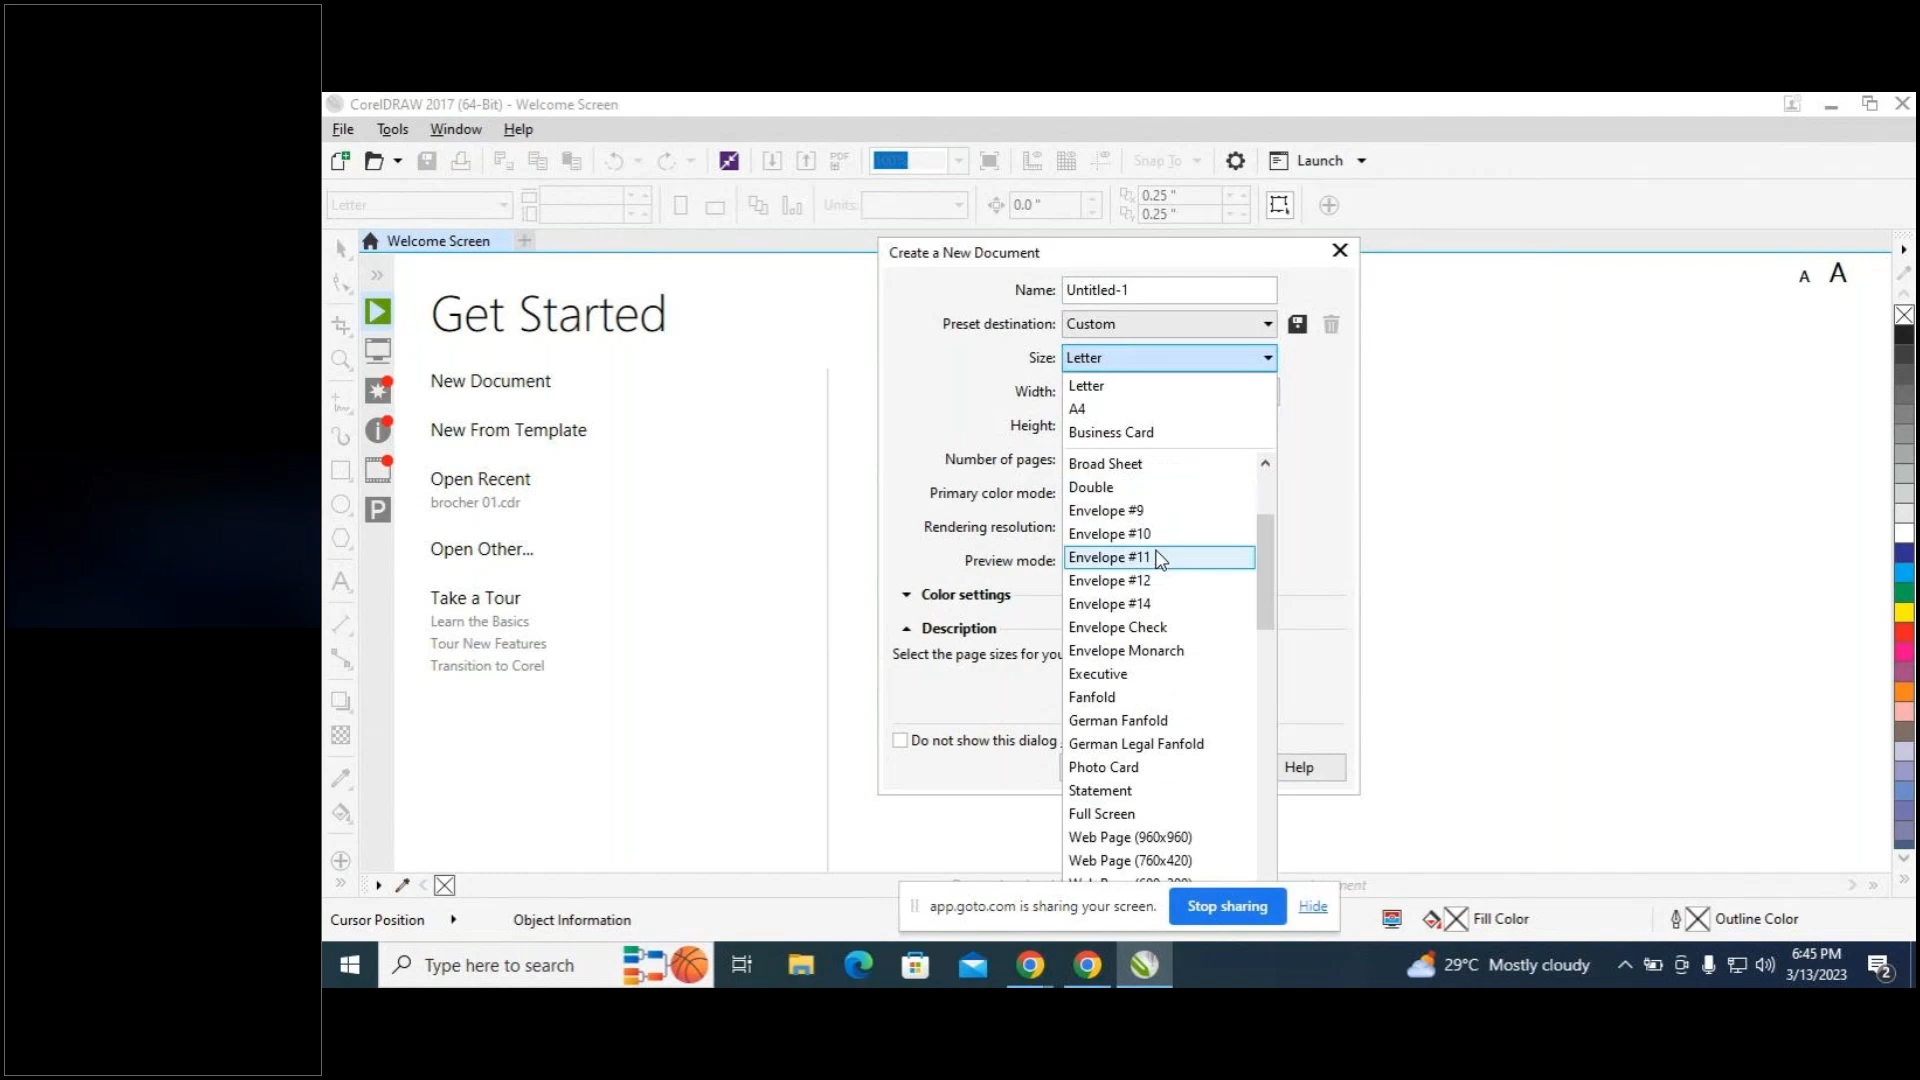 CorelDRAW 2017 (64-Bit) - Welcome Screen
File Tools Window Help
100%
PDF
Snap To
Launch
Letter
Units:
0.0 "
0.25 "
0.25 "
Welcome Screen
A A
Get Started
New Document
New From Template
Open Recent
brocher 01.cdr
Open Other...
Take a Tour
Learn the Basics
Tour New Features
Transition to Corel
P
Create a New Document
Name: Untitled-1
Preset destination: Custom
Size: Letter
Width:
Height:
Number of pages:
Primary color mode:
Rendering resolution:
Preview mode:
Color settings
Description
Select the page sizes for you
Do not show this dialog
Help
Letter
A4
Business Card
Broad Sheet
Double
Envelope #9
Envelope #10
Envelope #11
Envelope #12
Envelope #14
Envelope Check
Envelope Monarch
Executive
Fanfold
German Fanfold
German Legal Fanfold
Photo Card
Statement
Full Screen
Web Page (960x960)
Web Page (760x420)
app.goto.com is sharing your screen. Stop sharing Hide
Cursor Position
Object Information
Fill Color
Outline Color
Type here to search
29°C Mostly cloudy
6:45 PM
3/13/2023
2